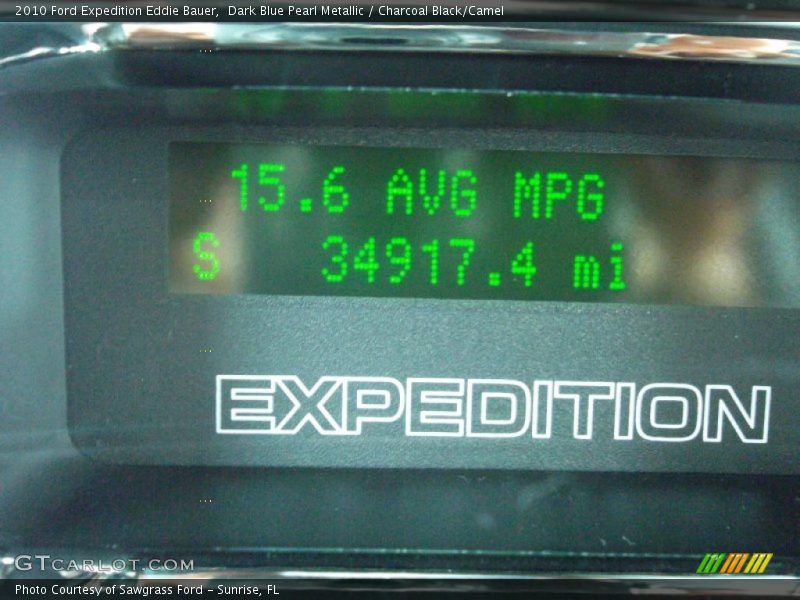 2010 Ford Expedition Eddie Bauer,  Dark Blue Pearl Metallic / Charcoal Black/Camel
15.6 AVG MPG
S 34917.4 mi
EXPEDITION
GTcarlot.com
Photo Courtesy of Sawgrass Ford - Sunrise, FL